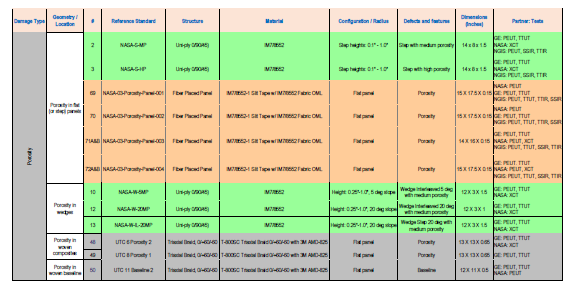 Damage Type Geometry / Location # Reference Standard Structure Material Configuration / Radius Defects and features Dimensions (inches) Partner: Tests
Porosity
Porosity in flat (or step) panels
2 NASA-S-MP Uni-ply 0/90/45) IM7/8552 Step heights: 0.1" - 1.0" Step with medium porosity 14 x 8 x 1.5 GE: PEUT, TTUT NASA: XCT NGIS: PEUT, SSIR, TTIR
3 NASA-S-HP Uni-ply 0/90/45) IM7/8552 Step heights: 0.1" - 1.0" Step with high porosity 14 x 8 x 1.5 GE: PEUT, TTUT NASA: XCT NGIS: PEUT, SSIR, TTIR
69 NASA-03-Porosity-Panel-001 Fiber Placed Panel IM7/8552-1 Slit Tape w/ IM7/8552 Fabric OML Flat panel Porosity 15 X 17.5 X 0.15 NASA: PEUT GE: PEUT, TTUT NGIS: PEUT, TTUT, TTIR, SSIR
70 NASA-03-Porosity-Panel-002 Fiber Placed Panel IM7/8552-1 Slit Tape w/ IM7/8552 Fabric OML Flat panel Porosity 15 X 17.5 X 0.15 NASA: PEUT GE: PEUT, TTUT NGIS: PEUT, TTUT, SSIR, TTIR
71A&B NASA-03-Porosity-Panel-003 Fiber Placed Panel IM7/8552-1 Slit Tape w/ IM7/8552 Fabric OML Flat panel Porosity 14 X 16 X 0.15 GE: PEUT, TTUT NASA: PEUT, XCT NGIS: PEUT, TTUT, SSIR, TTIR
72A&B NASA-03-Porosity-Panel-004 Fiber Placed Panel IM7/8552-1 Slit Tape w/ IM7/8552 Fabric OML Flat panel Porosity 15 X 17.5 X 0.15 GE: PEUT, TTUT NASA: XCT NGIS: PEUT, TTUT, SSIR, TTIR
Porosity in wedges
10 NASA-W-5MP Uni-ply 0/90/45) IM7/8552 Height: 0.25"-1.0", 5 deg slope Wedge Interleaved 5 deg with medium porosity 12 X 3 X 1.5 GE: PEUT, TTUT NASA: XCT
12 NASA-W-20MP Uni-ply 0/90/45) IM7/8552 Height: 0.25"-1.0", 20 deg slope Wedge Interleaved 20 deg with medium porosity 12 X 3 X 1 GE: PEUT, TTUT NASA: XCT
13 NASA-W-IL-20MP Uni-ply 0/90/45) IM7/8552 Height: 0.25"-1.0", 20 deg slope Wedge Step 20 deg with medium porosity 12 X 3 X 1.5 GE: PEUT, TTUT NASA: XCT
Porosity in woven composites
48 UTC 6 Porosity 2 Triaxial Braid, 0/+60/-60 T-800SC Triaxial Braid 0/+60/-60 with 3M AMD-825 Flat panel Porosity 13 X 13 X 0.65 GE: PEUT, TTUT NASA: XCT
49 UTC 8 Porosity 1 Triaxial Braid, 0/+60/-60 T-800SC Triaxial Braid 0/+60/-60 with 3M AMD-825 Flat panel Porosity 13 X 13 X 0.35 GE: PEUT, TTUT
Porosity in woven baseline
50 UTC 11 Baseline 2 Triaxial Braid, 0/+60/-60 T-800SC Triaxial Braid 0/+60/-60 with 3M AMD-825 Flat panel Baseline 12 X 11 X 0.5 GE: PEUT, TTUT NASA: PEUT